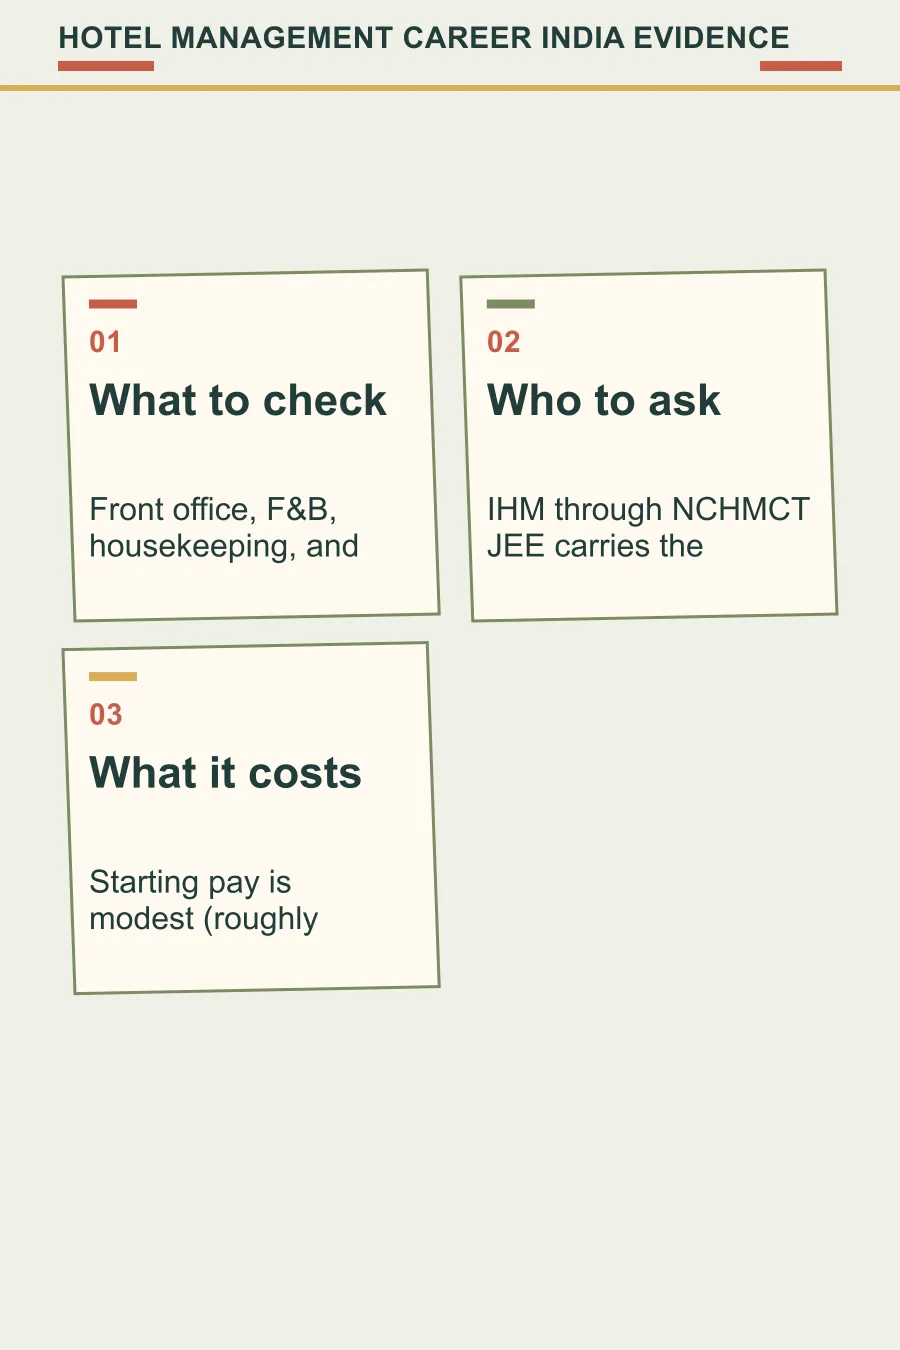 HOTEL MANAGEMENT CAREER INDIA EVIDENCE
01
What to check
Front office, F&B,
housekeeping, and
02
Who to ask
IHM through NCHMCT
JEE carries the
03
What it costs
Starting pay is
modest (roughly